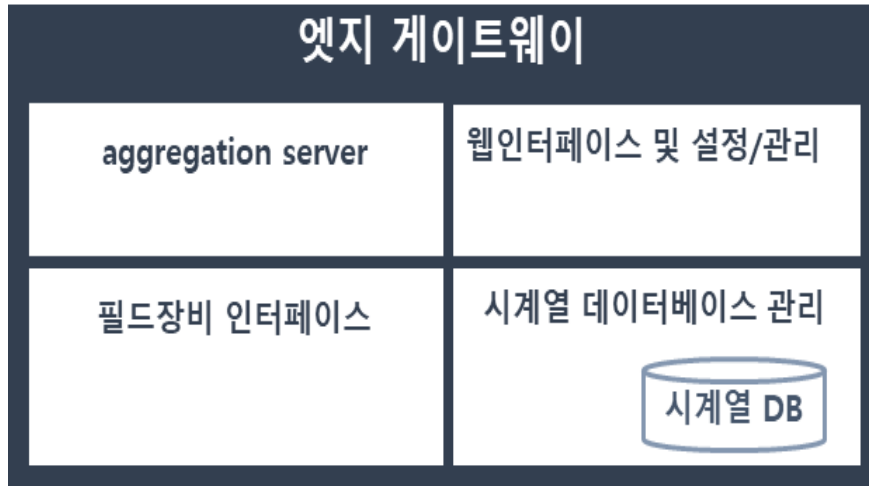 엣지 게이트웨이
aggregation server
웹인터페이스 및 설정/관리
필드장비 인터페이스
시계열 데이터베이스 관리
시계열 DB